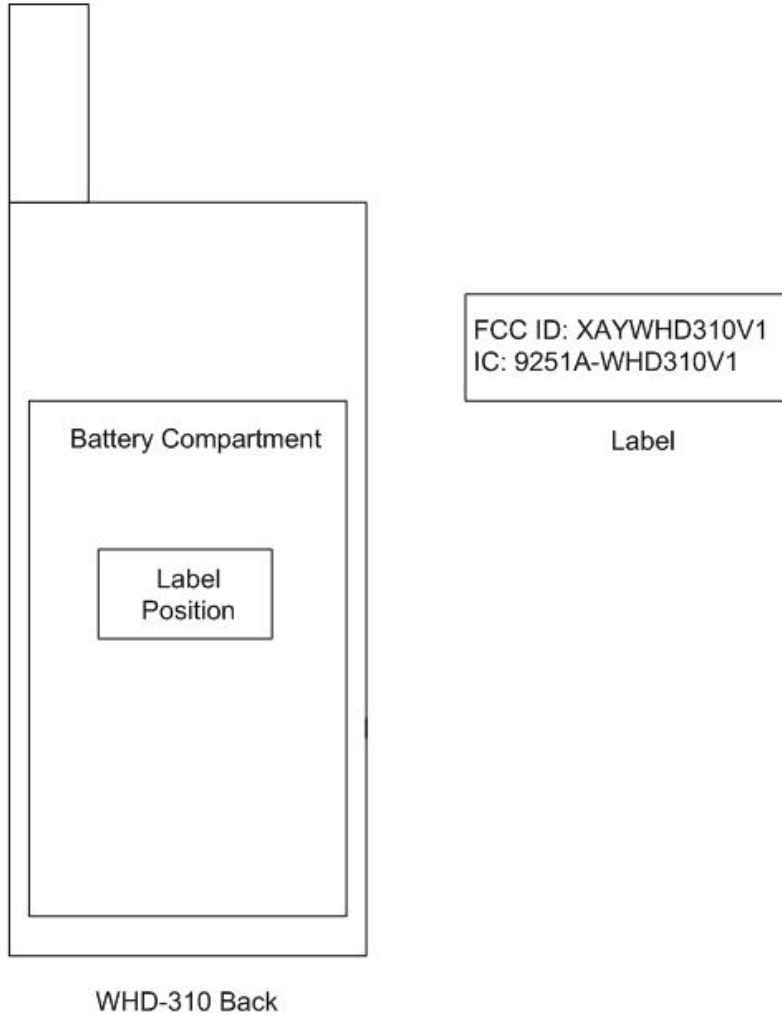 FCC ID: XAYWHD310V1
IC: 9251A-WHD310V1
Label
Battery Compartment
Label
Position
WHD-310 Back